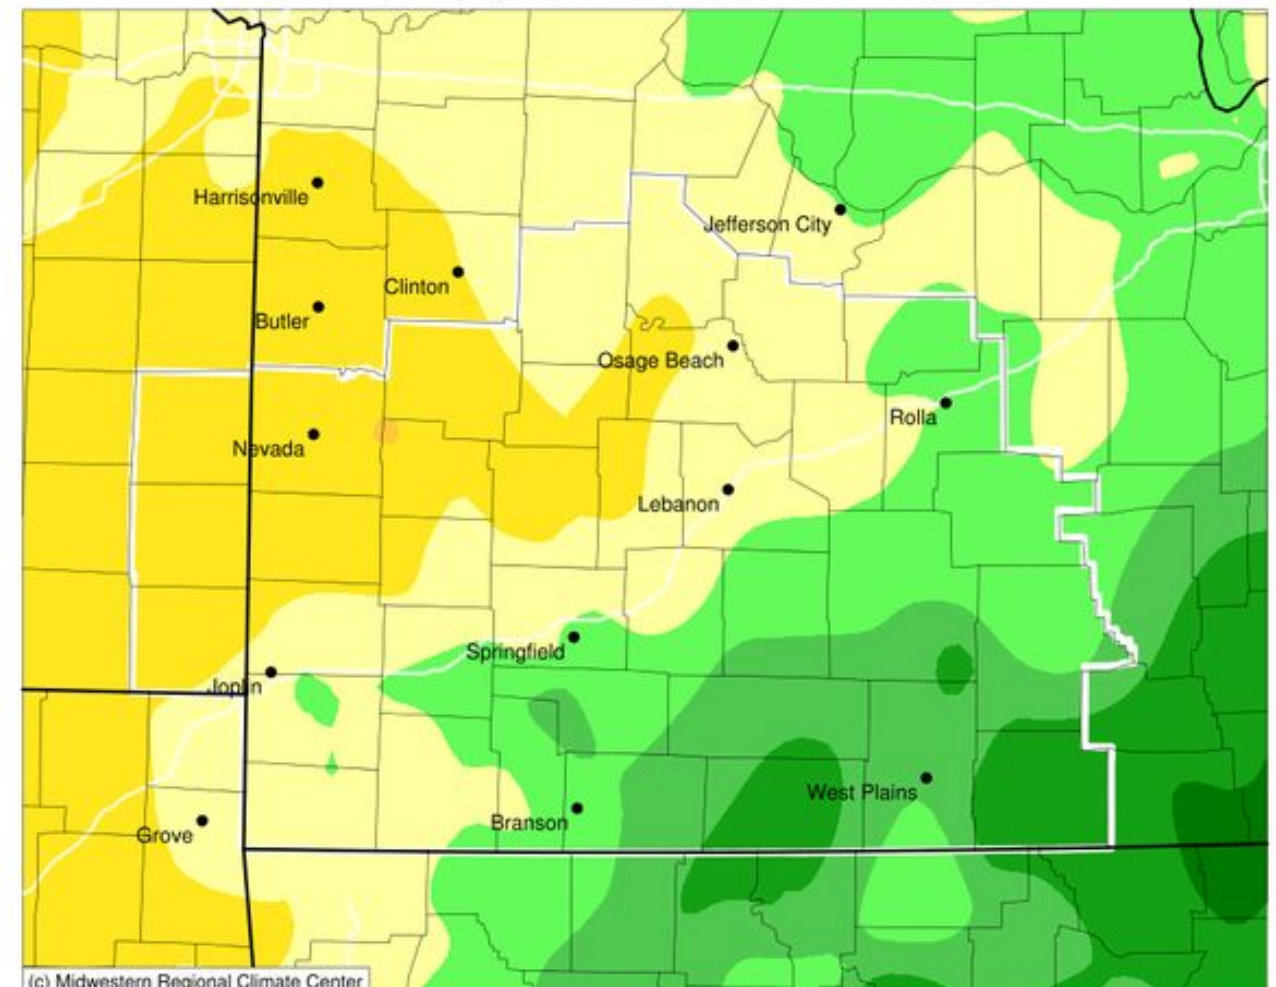 Harrisonville
Jefferson City
Clinton
Butler
Osage Beach
Rolla
Nevada
Lebanon
Springfield
Joplin
West Plains
Branson
Grove
(c) Midwestern Regional Climate Center